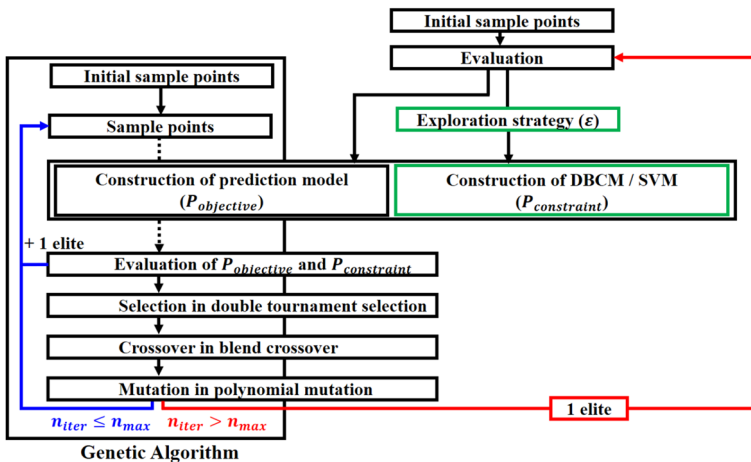 Initial sample points
Evaluation
Initial sample points
Sample points
Exploration strategy (ε)
Construction of prediction model
(P_objective)
Construction of DBCM / SVM
(P_constraint)
+ 1 elite
Evaluation of P_objective and P_constraint
Selection in double tournament selection
Crossover in blend crossover
Mutation in polynomial mutation
n_iter ≤ n_max
n_iter > n_max
1 elite
Genetic Algorithm